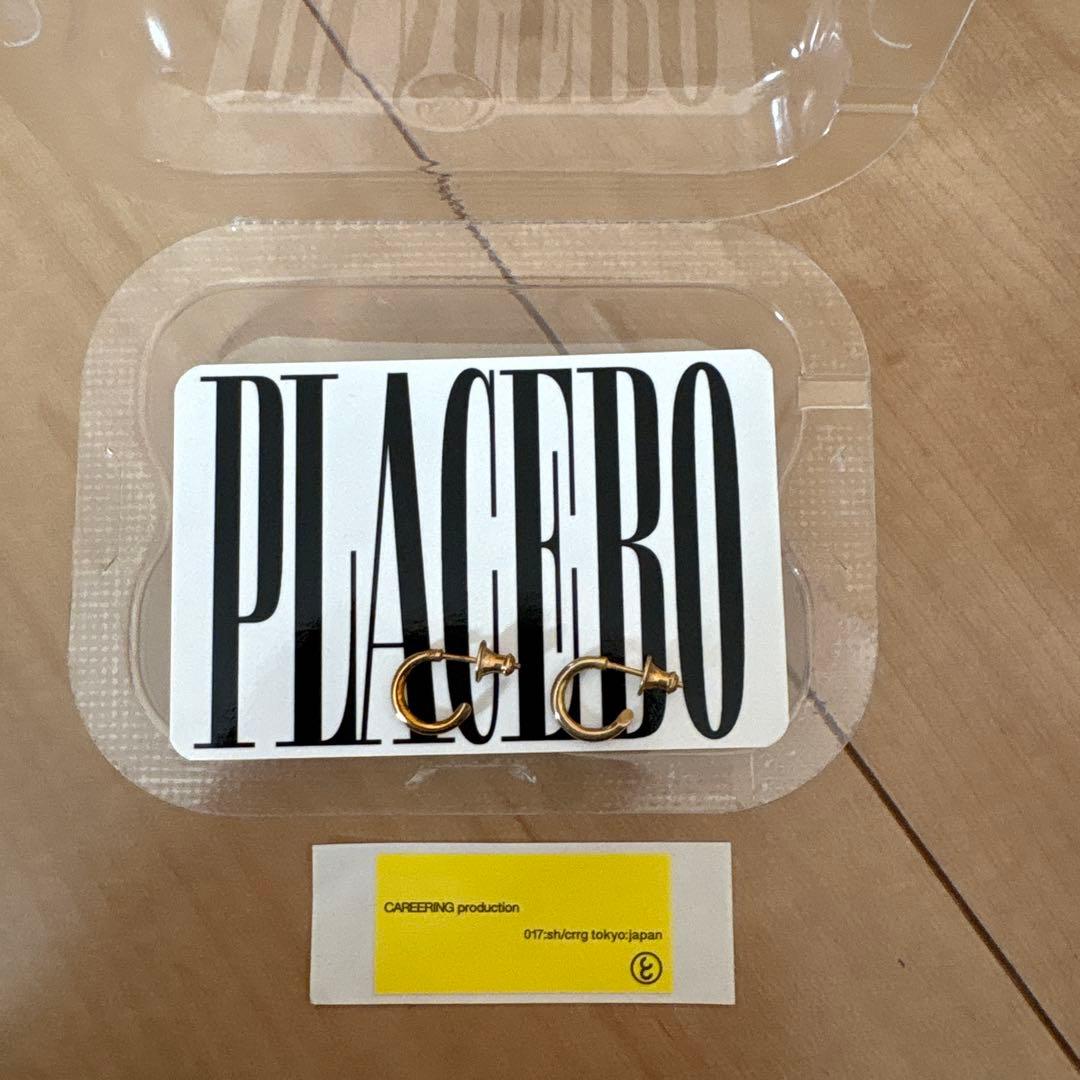 PLACEBO
CAREERING production
017:sh/crrg tokyo:japan